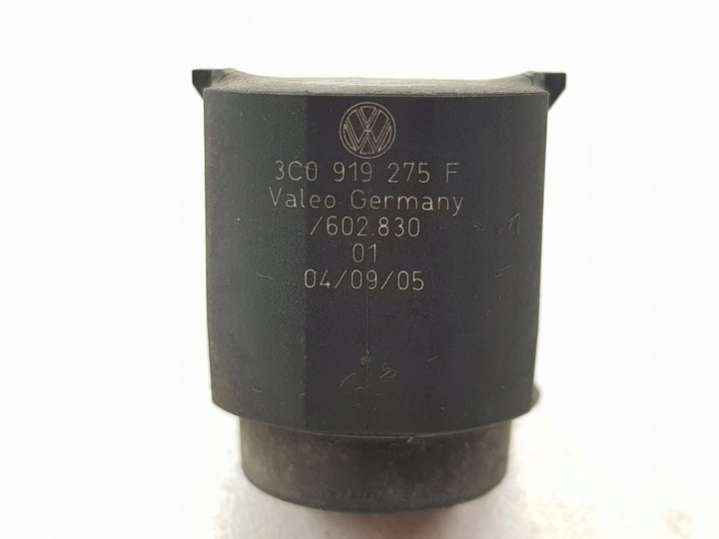 3C0 919 275 F
Valeo Germany
/602.830
01
04/09/05